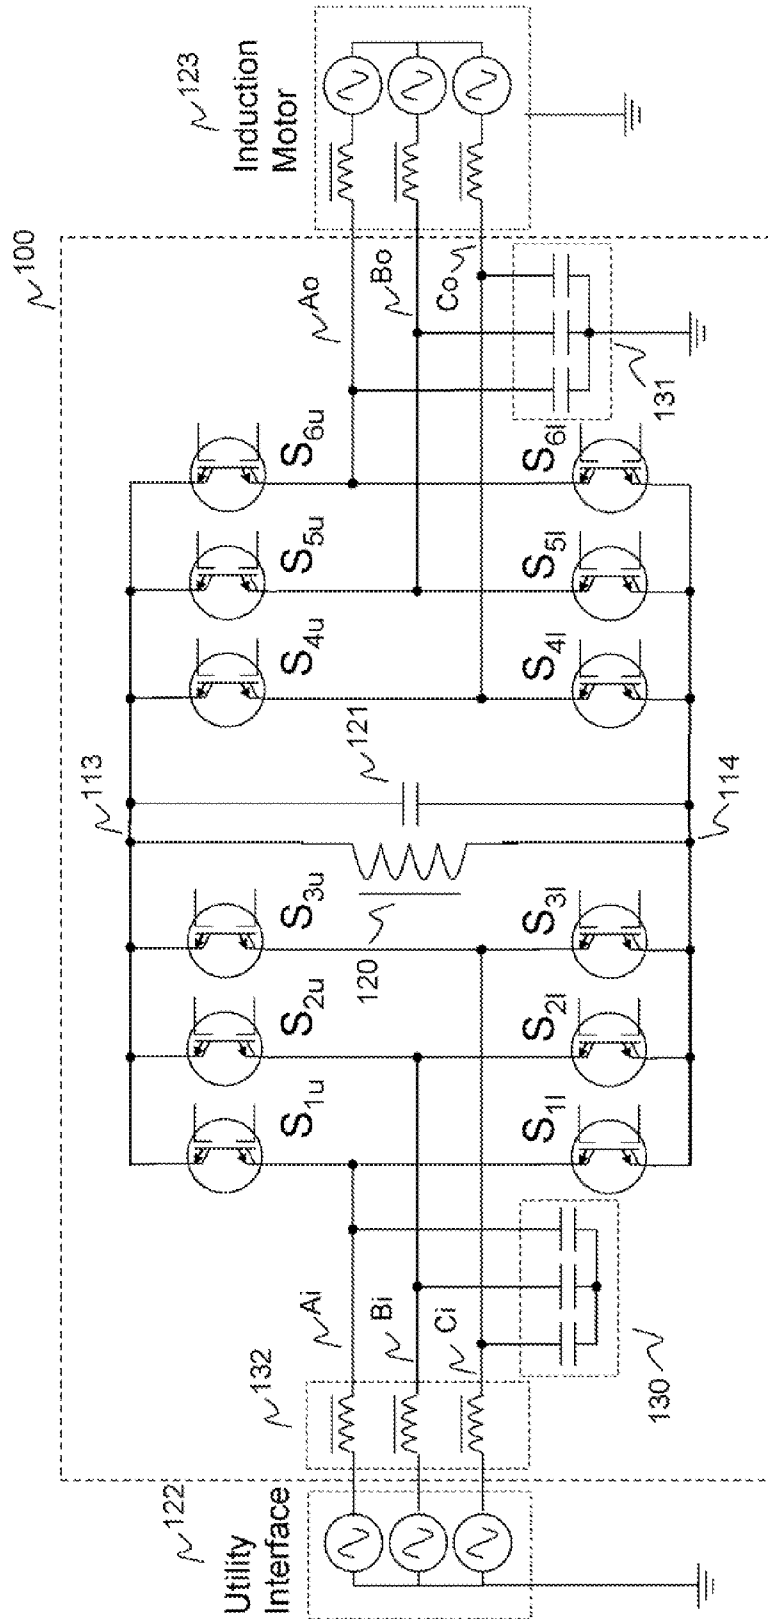 100
122
Utility
Interface
132
Ai
Bi
Ci
130
S1u
S2u
S3u
S1l
S2l
S3l
113
120
121
114
S4u
S5u
S6u
S4l
S5l
S6l
Ao
Bo
Co
131
123
Induction
Motor